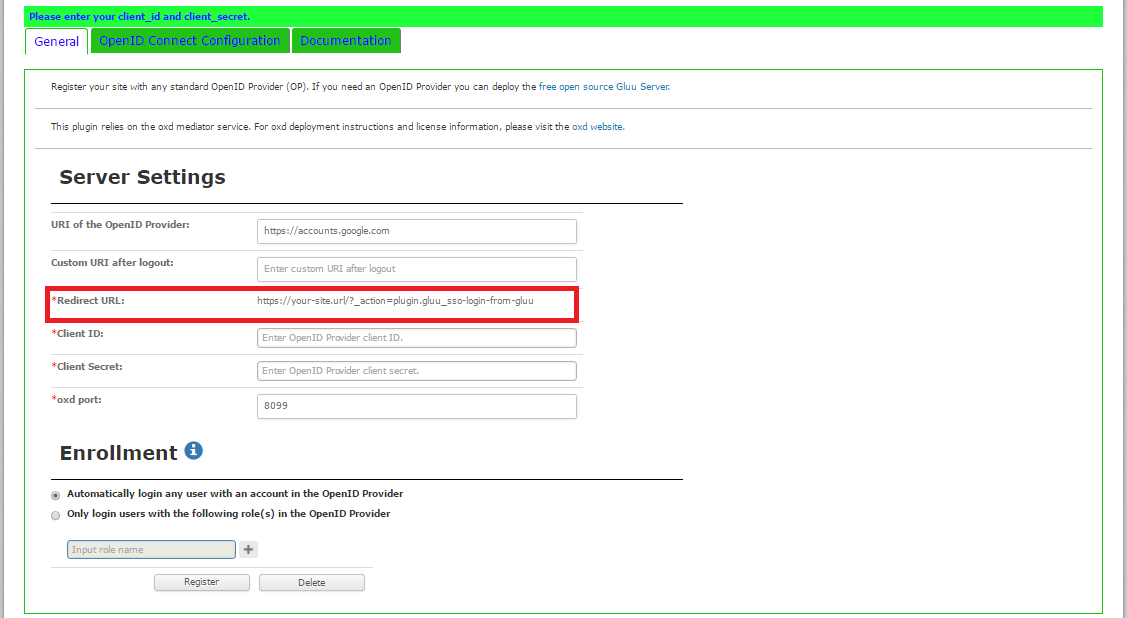 Please enter your client_id and client_secret.
General OpenID Connect Configuration Documentation
Register your site with any standard OpenID Provider (OP). If you need an OpenID Provider you can deploy the free open source Gluu Server.
This plugin relies on the oxd mediator service. For oxd deployment instructions and license information, please visit the oxd website.
Server Settings
URI of the OpenID Provider: https://accounts.google.com
Custom URI after logout: Enter custom URI after logout
*Redirect URL: https://your-site.url/?_action=plugin.gluu_sso-login-from-gluu
*Client ID: Enter OpenID Provider client ID.
*Client Secret: Enter OpenID Provider client secret.
*oxd port: 8099
Enrollment
Automatically login any user with an account in the OpenID Provider
Only login users with the following role(s) in the OpenID Provider
Input role name
Register Delete